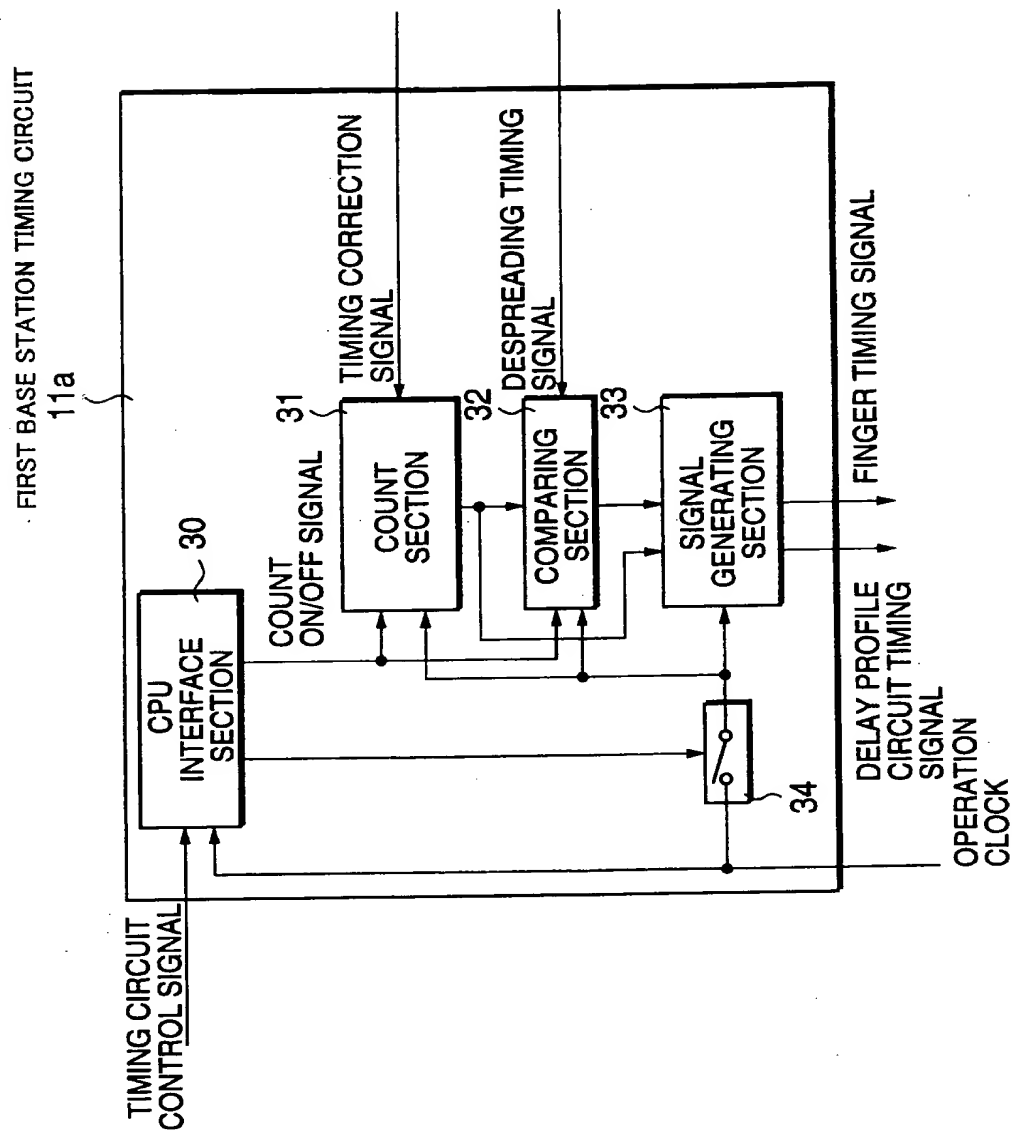 FIRST BASE STATION TIMING CIRCUIT
11a
TIMING CIRCUIT
CONTROL SIGNAL
CPU
INTERFACE
SECTION
30
COUNT
ON/OFF SIGNAL
31
COUNT
SECTION
TIMING CORRECTION
SIGNAL
32
COMPARING
SECTION
DESPREADING TIMING
SIGNAL
33
SIGNAL
GENERATING
SECTION
34
FINGER TIMING SIGNAL
DELAY PROFILE
CIRCUIT TIMING
SIGNAL
OPERATION
CLOCK